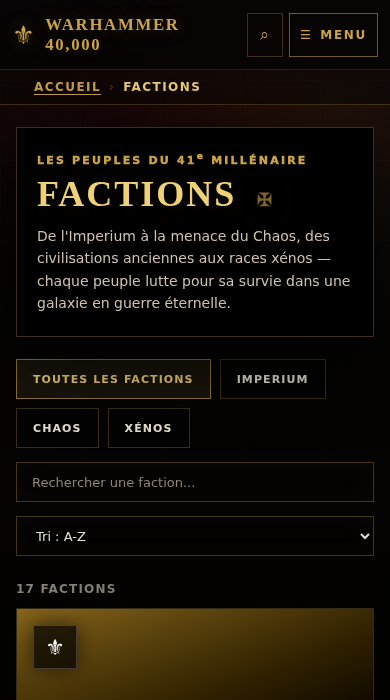 WARHAMMER
40,000
☰ MENU
ACCUEIL › FACTIONS
LES PEUPLES DU 41e MILLÉNAIRE
FACTIONS
De l'Imperium à la menace du Chaos, des
civilisations anciennes aux races xénos —
chaque peuple lutte pour sa survie dans une
galaxie en guerre éternelle.
TOUTES LES FACTIONS
IMPERIUM
CHAOS
XÉNOS
Rechercher une faction...
Tri : A-Z
17 FACTIONS